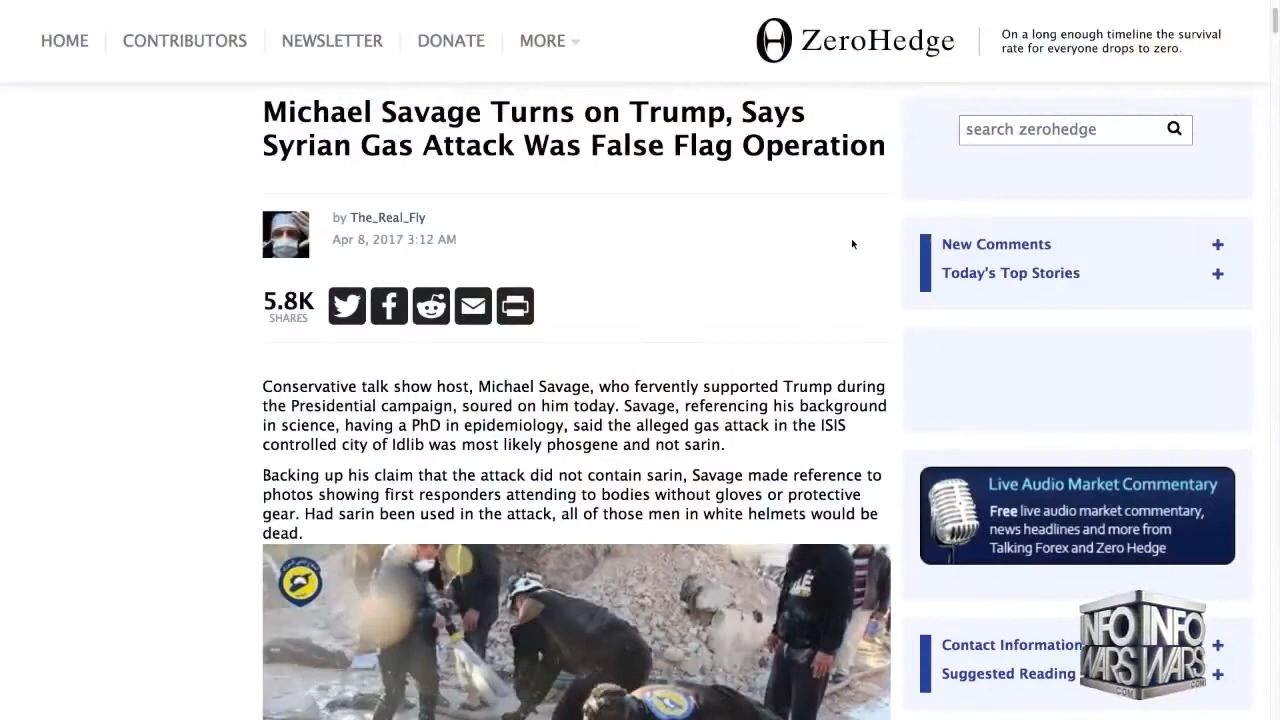 HOME
CONTRIBUTORS
NEWSLETTER
DONATE
MORE
ZeroHedge
On a long enough timeline the survival
rate for everyone drops to zero.
Michael Savage Turns on Trump, Says
Syrian Gas Attack Was False Flag Operation
by The_Real_Fly
Apr 8, 2017 3:12 AM
5.8K
SHARES
Conservative talk show host, Michael Savage, who fervently supported Trump during
the Presidential campaign, soured on him today. Savage, referencing his background
in science, having a PhD in epidemiology, said the alleged gas attack in the ISIS
controlled city of Idlib was most likely phosgene and not sarin.
Backing up his claim that the attack did not contain sarin, Savage made reference to
photos showing first responders attending to bodies without gloves or protective
gear. Had sarin been used in the attack, all of those men in white helmets would be
dead.
search zerohedge
New Comments
Today's Top Stories
Live Audio Market Commentary
Free live audio market commentary,
news headlines and more from
Talking Forex and Zero Hedge
Contact Information
Suggested Reading
INFO
WARS
.COM
INFO
WARS
.COM